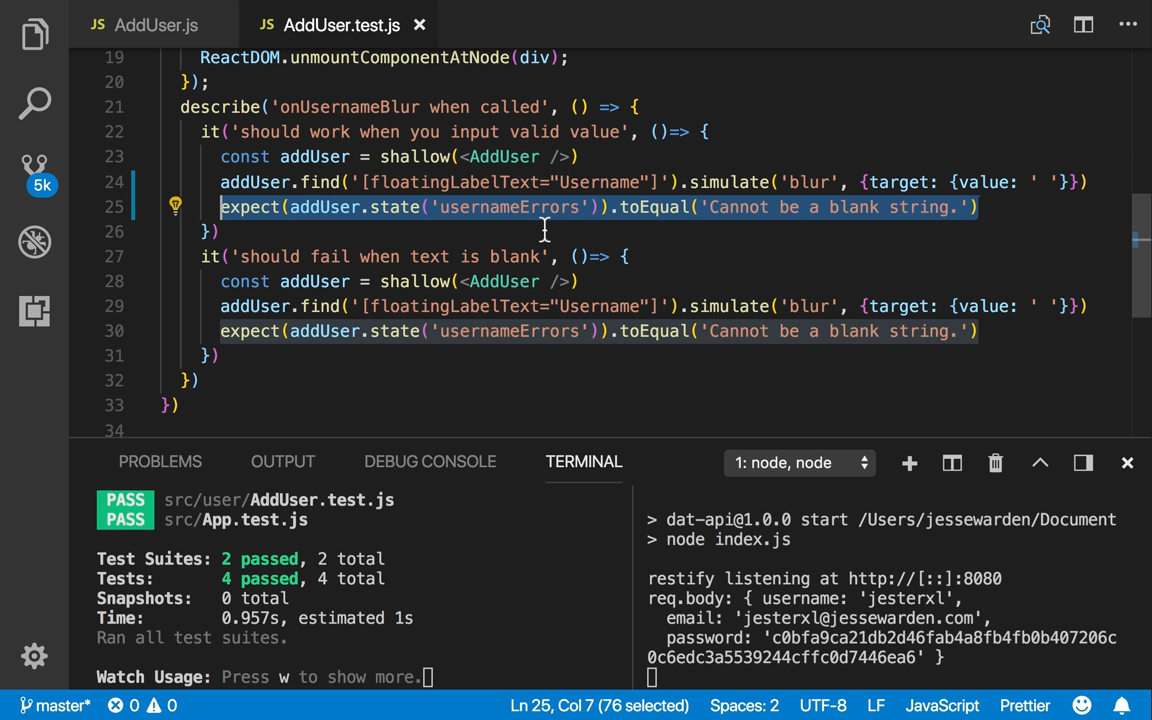 JS AddUser.js JS AddUser.test.js
19 ReactDOM.unmountComponentAtNode(div);
20 });
21 describe('onUsernameBlur when called', () => {
22 it('should work when you input valid value', ()=> {
23 const addUser = shallow(<AddUser />)
24 addUser.find('[floatingLabelText="Username"]').simulate('blur', {target: {value: ' '}})
25 expect(addUser.state('usernameErrors')).toEqual('Cannot be a blank string.')
26 })
27 it('should fail when text is blank', ()=> {
28 const addUser = shallow(<AddUser />)
29 addUser.find('[floatingLabelText="Username"]').simulate('blur', {target: {value: ' '}})
30 expect(addUser.state('usernameErrors')).toEqual('Cannot be a blank string.')
31 })
32 })
33 })
34
5k
PROBLEMS OUTPUT DEBUG CONSOLE TERMINAL 1: node, node
PASS src/user/AddUser.test.js
PASS src/App.test.js
Test Suites: 2 passed, 2 total
Tests: 4 passed, 4 total
Snapshots: 0 total
Time: 0.957s, estimated 1s
Ran all test suites.
Watch Usage: Press w to show more.
> dat-api@1.0.0 start /Users/jessewarden/Document
> node index.js
restify listening at http://[::]:8080
req.body: { username: 'jesterxl',
email: 'jesterxl@jessewarden.com',
password: 'c0bfa9ca21db2d46fab4a8fb4fb0b407206c
0c6edc3a5539244cffc0d7446ea6' }
master* 0 0 Ln 25, Col 7 (76 selected) Spaces: 2 UTF-8 LF JavaScript Prettier